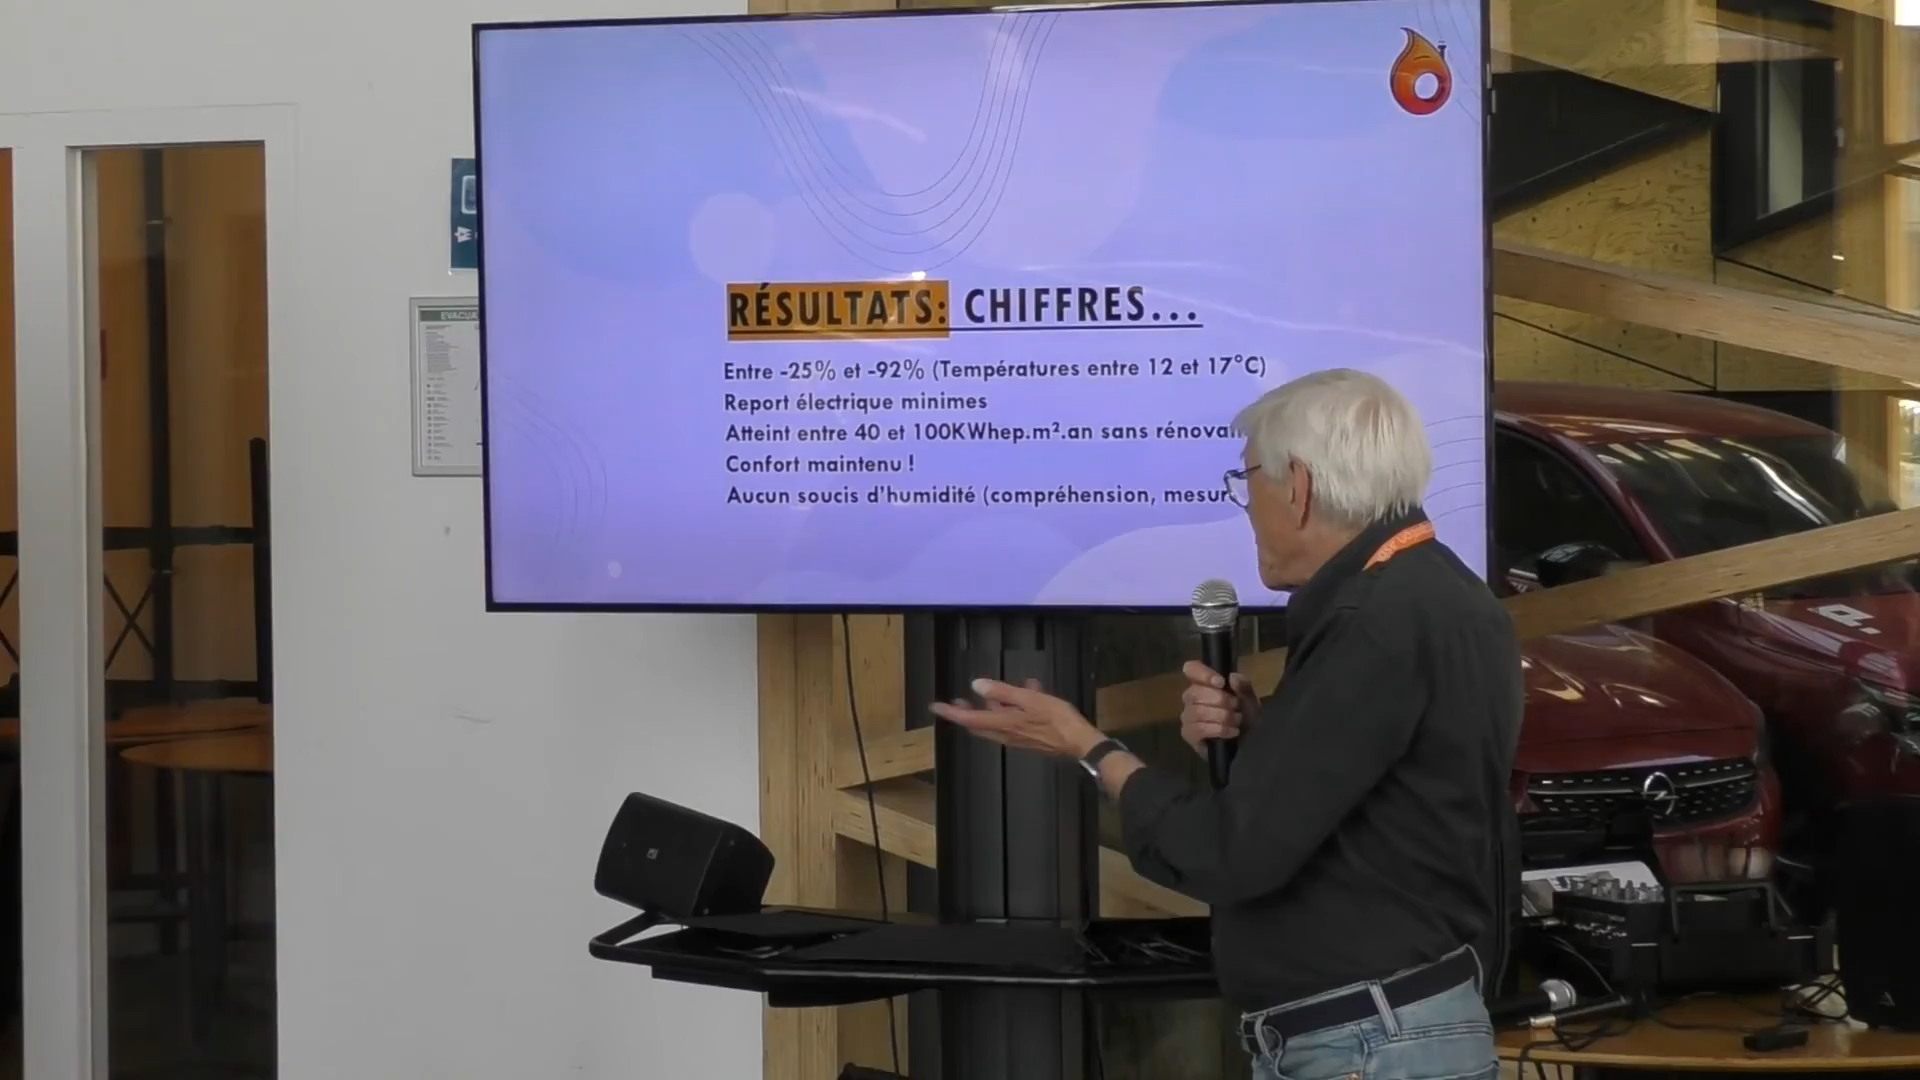 RÉSULTATS: CHIFFRES...
Entre -25% et -92% (Températures entre 12 et 17°C)
Report électrique minimes
Atteint entre 40 et 100KWhep.m².an sans
Confort maintenu !
Aucun soucis d'humidité (compréhension,